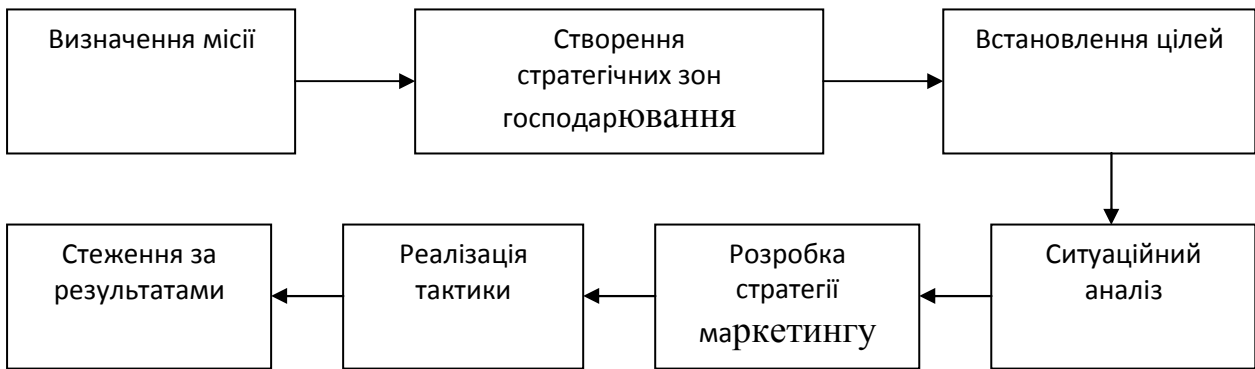 Визначення місії
Створення
стратегічних зон
господарювання
Встановлення цілей
Стеження за
результатами
Реалізація
тактики
Розробка
стратегії
маркетингу
Ситуаційний
аналіз